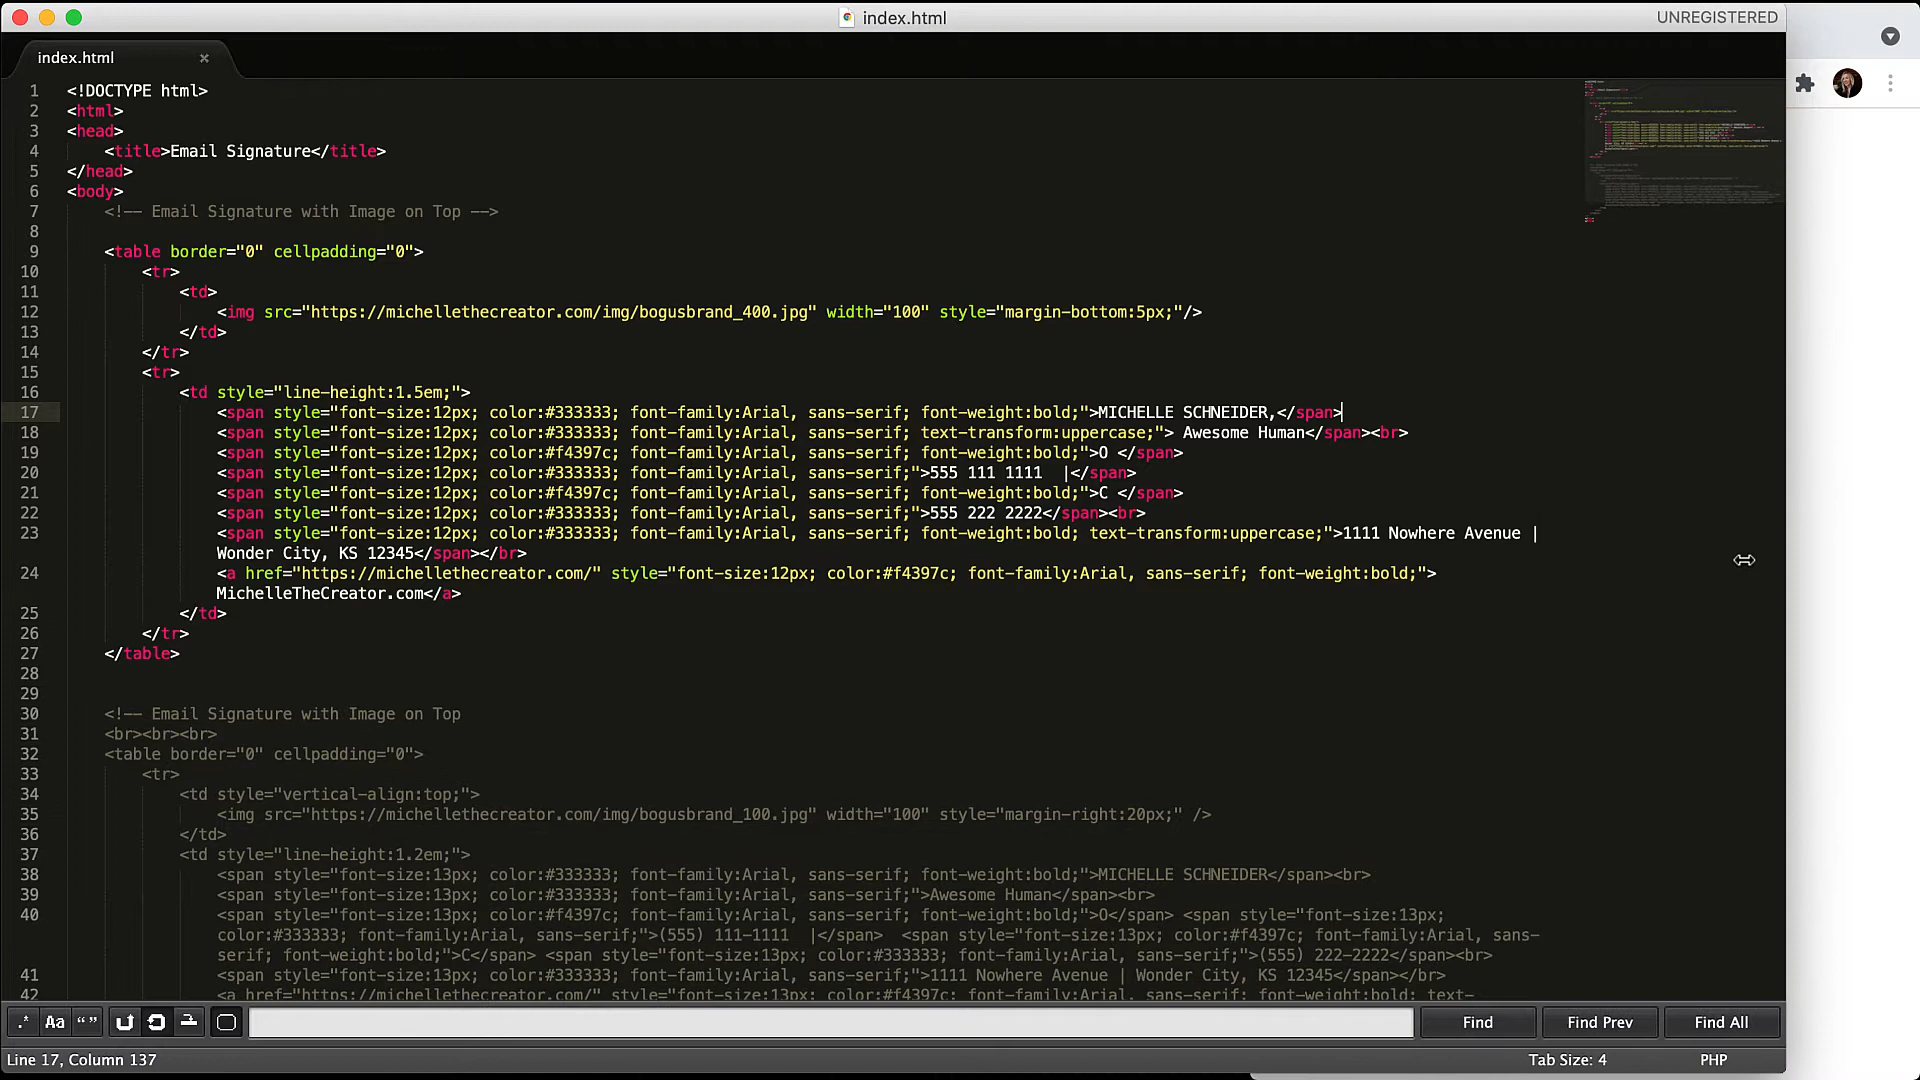 index.html
UNREGISTERED
index.html ×
1 <!DOCTYPE html>
2 <html>
3 <head>
4 <title>Email Signature</title>
5 </head>
6 <body>
7 <!-- Email Signature with Image on Top -->
8
9 <table border="0" cellpadding="0">
10 <tr>
11 <td>
12 <img src="https://michellethecreator.com/img/bogusbrand_400.jpg" width="100" style="margin-bottom:5px;"/>
13 </td>
14 </tr>
15 <tr>
16 <td style="line-height:1.5em;">
17 <span style="font-size:12px; color:#333333; font-family:Arial, sans-serif; font-weight:bold;">MICHELLE SCHNEIDER,</span>
18 <span style="font-size:12px; color:#333333; font-family:Arial, sans-serif; text-transform:uppercase;"> Awesome Human</span><br>
19 <span style="font-size:12px; color:#f4397c; font-family:Arial, sans-serif; font-weight:bold;">O </span>
20 <span style="font-size:12px; color:#333333; font-family:Arial, sans-serif;">555 111 1111  |</span>
21 <span style="font-size:12px; color:#f4397c; font-family:Arial, sans-serif; font-weight:bold;">C </span>
22 <span style="font-size:12px; color:#333333; font-family:Arial, sans-serif;">555 222 2222</span><br>
23 <span style="font-size:12px; color:#333333; font-family:Arial, sans-serif; font-weight:bold; text-transform:uppercase;">1111 Nowhere Avenue |
Wonder City, KS 12345</span></br>
24 <a href="https://michellethecreator.com/" style="font-size:12px; color:#f4397c; font-family:Arial, sans-serif; font-weight:bold;">
MichelleTheCreator.com</a>
25 </td>
26 </tr>
27 </table>
28
29
30 <!-- Email Signature with Image on Top
31 <br><br><br>
32 <table border="0" cellpadding="0">
33 <tr>
34 <td style="vertical-align:top;">
35 <img src="https://michellethecreator.com/img/bogusbrand_100.jpg" width="100" style="margin-right:20px;" />
36 </td>
37 <td style="line-height:1.2em;">
38 <span style="font-size:13px; color:#333333; font-family:Arial, sans-serif; font-weight:bold;">MICHELLE SCHNEIDER</span><br>
39 <span style="font-size:13px; color:#333333; font-family:Arial, sans-serif;">Awesome Human</span><br>
40 <span style="font-size:13px; color:#f4397c; font-family:Arial, sans-serif; font-weight:bold;">O</span> <span style="font-size:13px;
color:#333333; font-family:Arial, sans-serif;">(555) 111-1111  |</span>  <span style="font-size:13px; color:#f4397c; font-family:Arial, sans-
serif; font-weight:bold;">C</span> <span style="font-size:13px; color:#333333; font-family:Arial, sans-serif;">(555) 222-2222</span><br>
41 <span style="font-size:13px; color:#333333; font-family:Arial, sans-serif;">1111 Nowhere Avenue | Wonder City, KS 12345</span></br>
42 <a href="https://michellethecreator.com/" style="font-size:13px; color:#f4397c; font-family:Arial, sans-serif; font-weight:bold; text-
.* Aa “ ” Find Find Prev Find All
Line 17, Column 137 Tab Size: 4 PHP